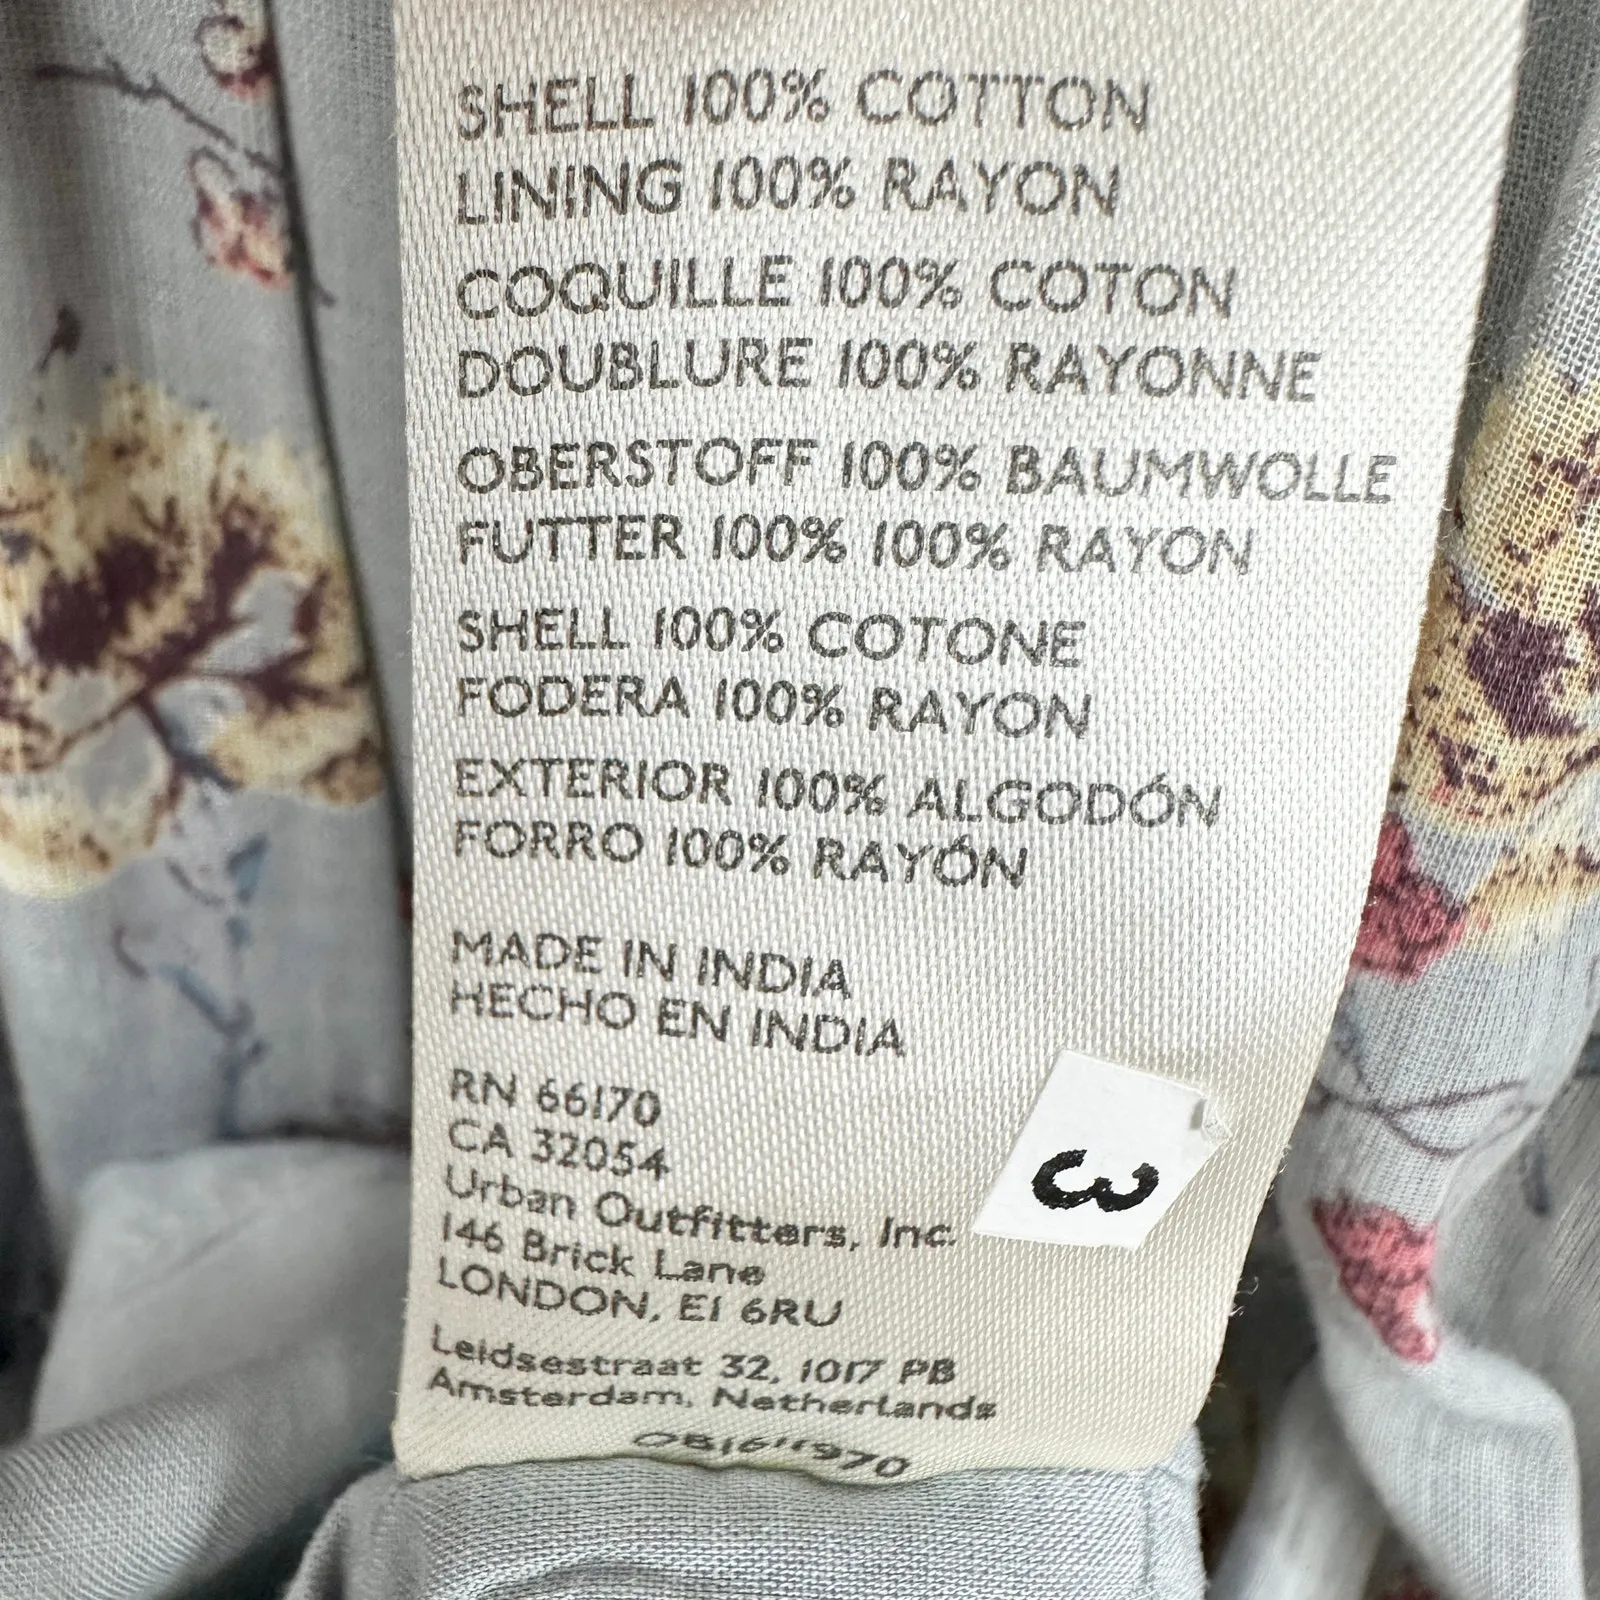 SHELL 100% COTTON
LINING 100% RAYON
COQUILLE 100% COTON
DOUBLURE 100% RAYONNE
OBERSTOFF 100% BAUMWOLLE
FUTTER 100% 100% RAYON
SHELL 100% COTONE
FODERA 100% RAYON
EXTERIOR 100% ALGODÓN
FORRO 100% RAYÓN
MADE IN INDIA
HECHO EN INDIA
RN 66170
CA 32054
Urban Outfitters, Inc.
146 Brick Lane
LONDON, E1 6RU
Leidsestraat 32, 1017 PB
Amsterdam, Netherlands
3